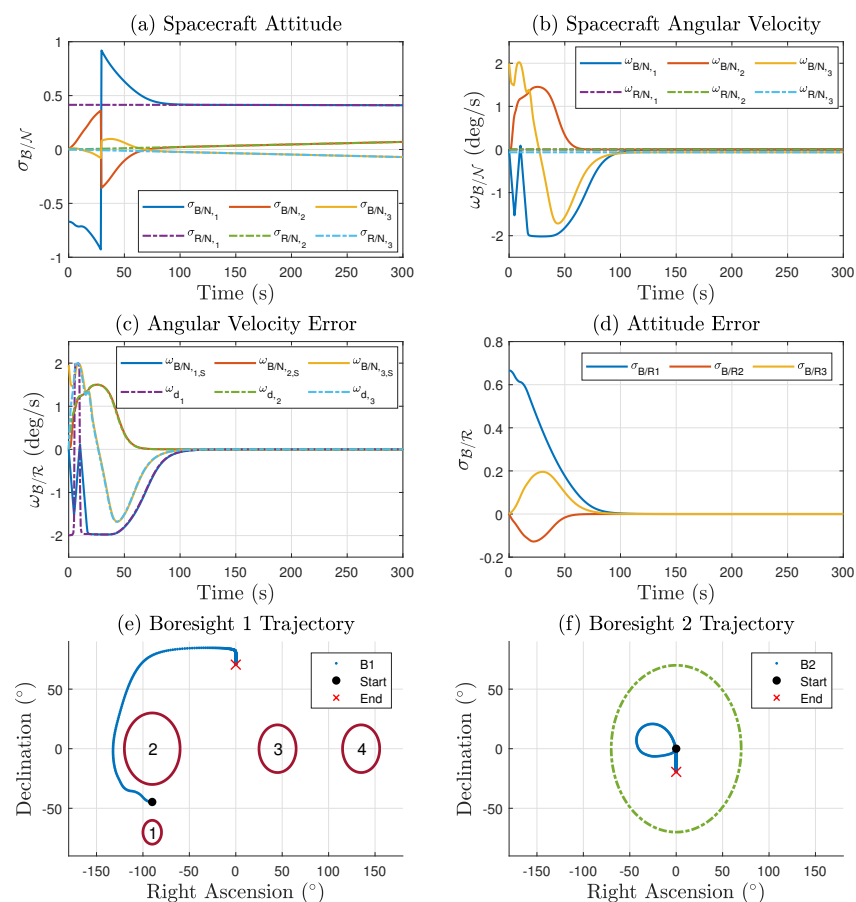 (a) Spacecraft Attitude
1
0.5
0
-0.5
-1
σB/N
σB/N,1 σB/N,2 σB/N,3
σR/N,1 σR/N,2 σR/N,3
0 50 100 150 200 250 300
Time (s)
(b) Spacecraft Angular Velocity
2
1
0
-1
-2
ωB/N (deg/s)
ωB/N,1 ωB/N,2 ωB/N,3
ωR/N,1 ωR/N,2 ωR/N,3
0 50 100 150 200 250 300
Time (s)
(c) Angular Velocity Error
2
1
0
-1
-2
ωB/R (deg/s)
ωB/N,1,S ωB/N,2,S ωB/N,3,S
ωd,1 ωd,2 ωd,3
0 50 100 150 200 250 300
Time (s)
(d) Attitude Error
0.8
0.6
0.4
0.2
0
-0.2
σB/R
σB/R1 σB/R2 σB/R3
0 50 100 150 200 250 300
Time (s)
(e) Boresight 1 Trajectory
50
0
-50
Declination (°)
B1
Start
End
2 3 4
1
-150 -100 -50 0 50 100 150
Right Ascension (°)
(f) Boresight 2 Trajectory
50
0
-50
Declination (°)
B2
Start
End
-150 -100 -50 0 50 100 150
Right Ascension (°)